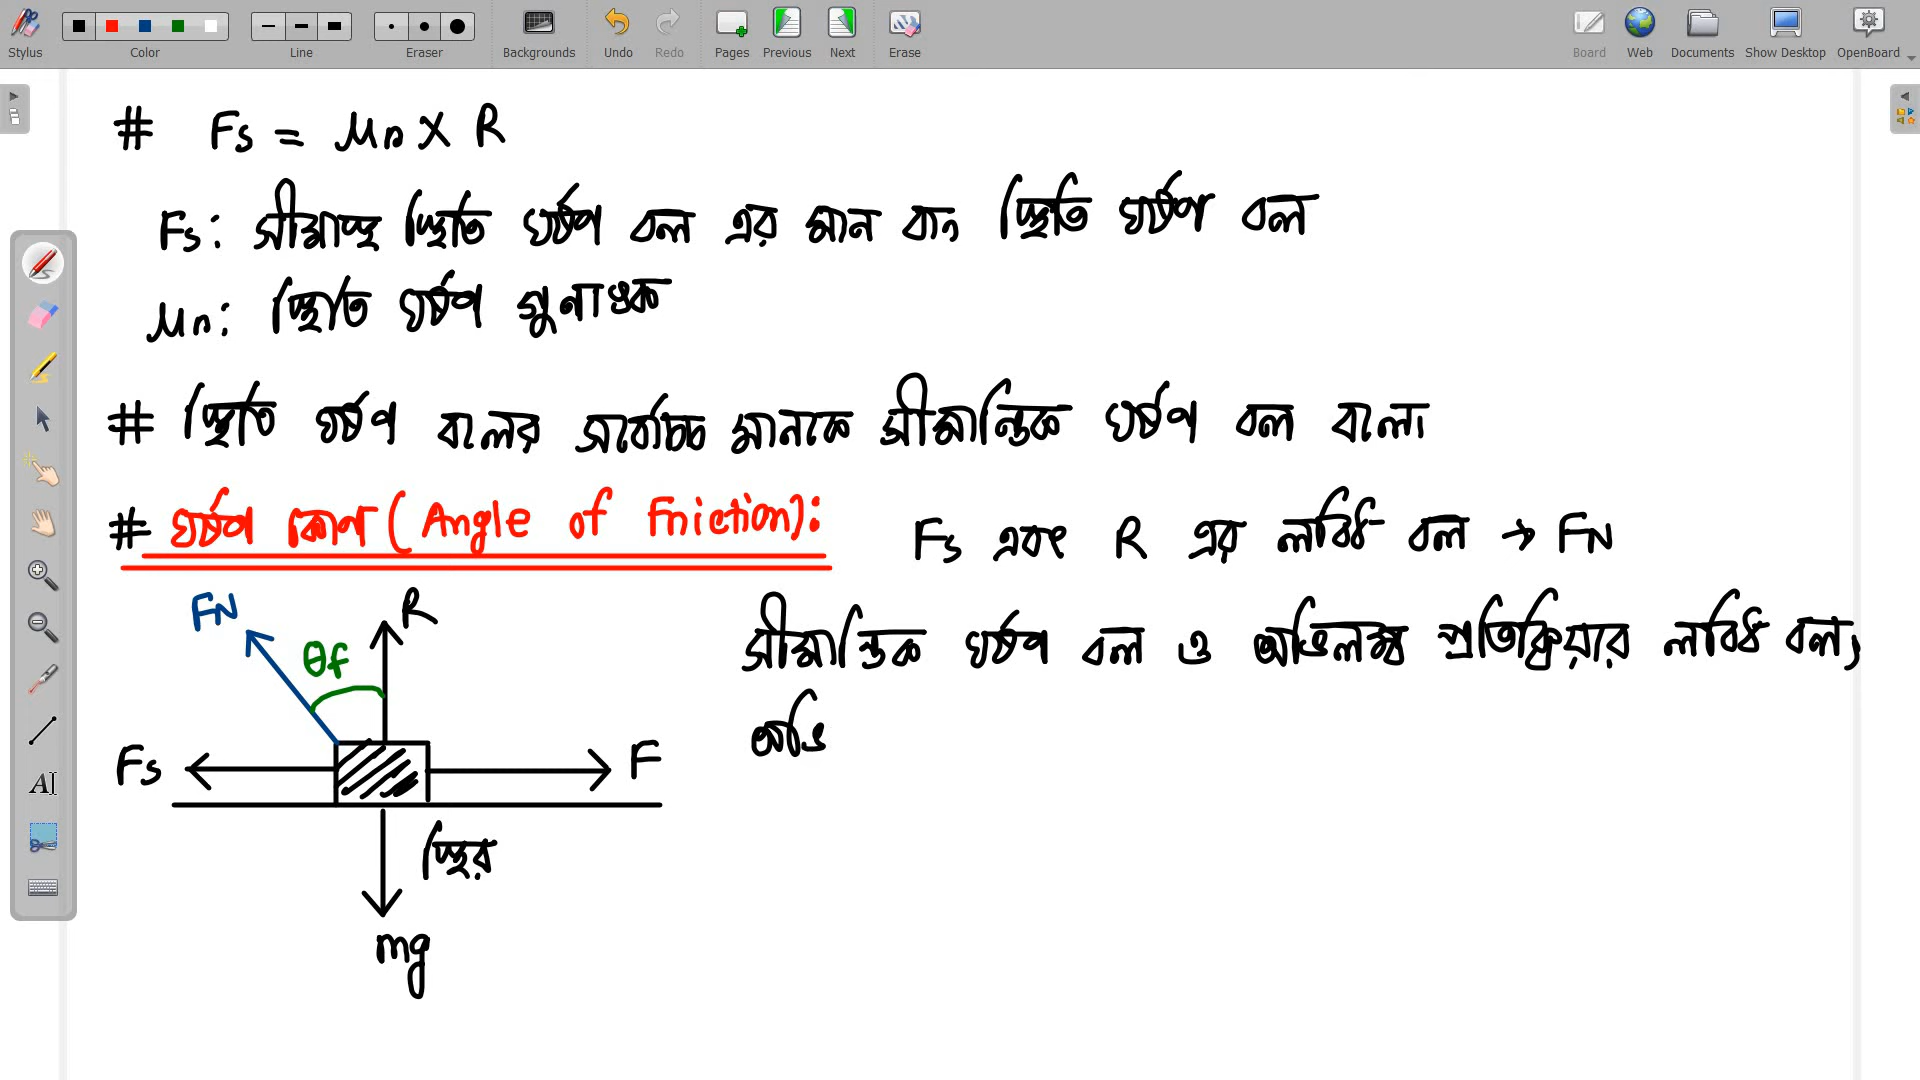 Stylus Color Line Eraser Backgrounds Undo Redo Pages Previous Next Erase Board Web Documents Show Desktop OpenBoard
# Fs = μn X R
Fs: সীমাস্থ স্থিতি ঘর্ষণ বল এর মান বা স্থিতি ঘর্ষণ বল
μn: স্থিতি ঘর্ষণ গুনাঙ্ক
# স্থিতি ঘর্ষণ বলের সর্বোচ্চ মানকে সীমান্তিক ঘর্ষণ বল বলে।
# ঘর্ষণ কোণ (Angle of Friction):
Fs এবং R এর লব্ধি বল → FN
সীমান্তিক ঘর্ষণ বল ও অভিলম্ব প্রতিক্রিয়ার লব্ধি বল,
অভি
FN
R
θf
Fs
F
স্থির
mg